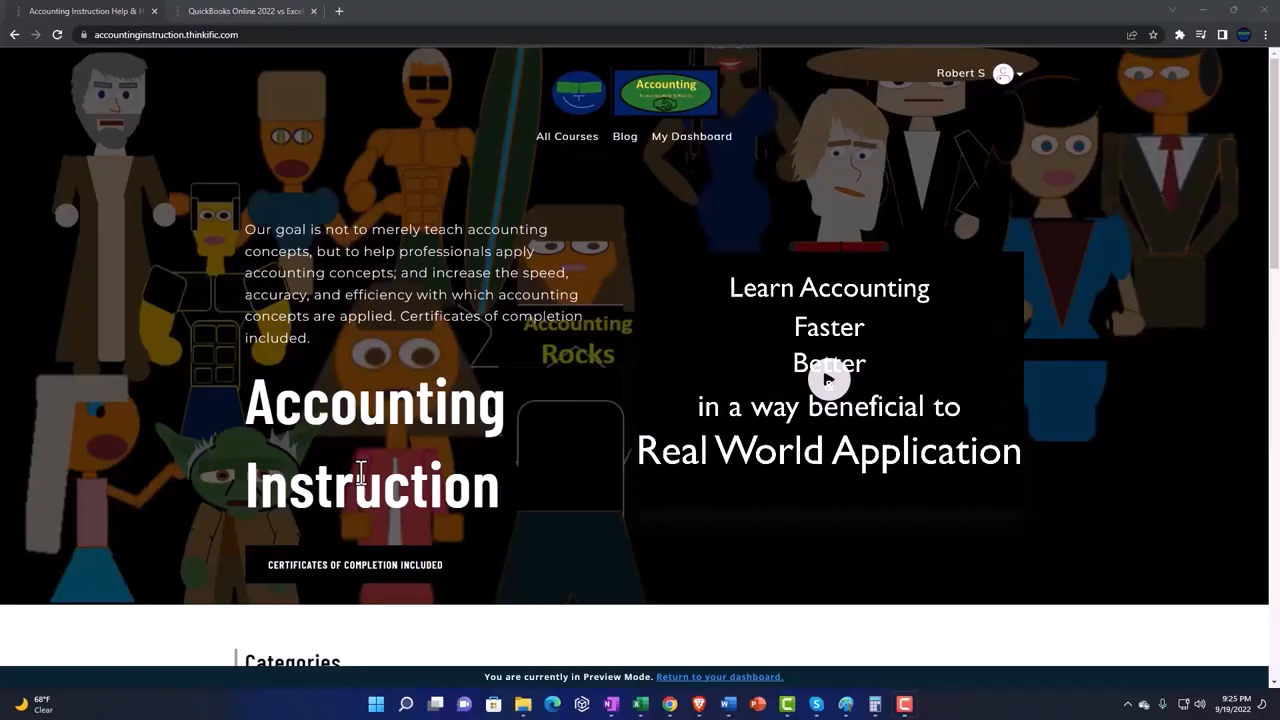 Accounting Instruction Help & H
QuickBooks Online 2022 vs Excel
accountinginstruction.thinkific.com
Robert S
Accounting
All Courses Blog My Dashboard
Our goal is not to merely teach accounting
concepts, but to help professionals apply
accounting concepts; and increase the speed,
accuracy, and efficiency with which accounting
concepts are applied. Certificates of completion
included.
Accounting
Rocks
Accounting
Instruction
CERTIFICATES OF COMPLETION INCLUDED
Learn Accounting
Faster
Better
&
in a way beneficial to
Real World Application
Categories
You are currently in Preview Mode. Return to your dashboard.
68°F
Clear
9:25 PM
9/19/2022